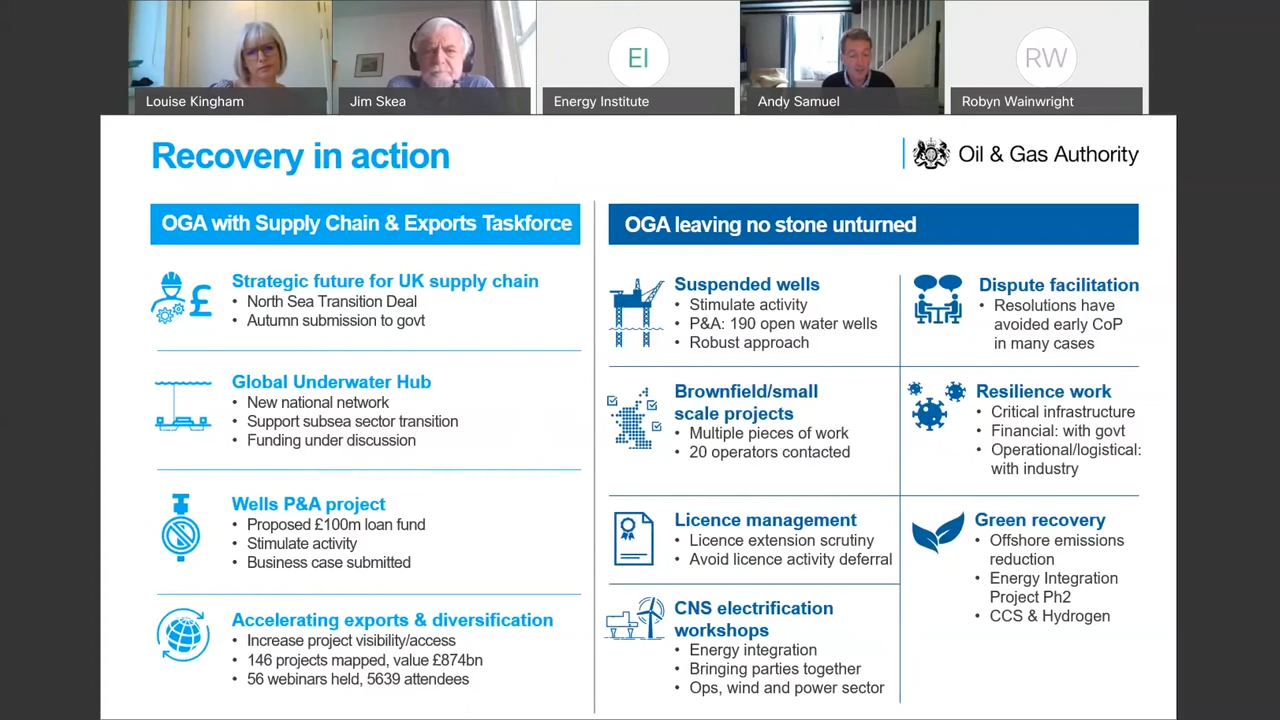 Louise Kingham
Jim Skea
EI
Energy Institute
Andy Samuel
RW
Robyn Wainwright
Recovery in action
Oil & Gas Authority
OGA with Supply Chain & Exports Taskforce
£
Strategic future for UK supply chain
• North Sea Transition Deal
• Autumn submission to govt
Global Underwater Hub
• New national network
• Support subsea sector transition
• Funding under discussion
Wells P&A project
• Proposed £100m loan fund
• Stimulate activity
• Business case submitted
Accelerating exports & diversification
• Increase project visibility/access
• 146 projects mapped, value £874bn
• 56 webinars held, 5639 attendees
OGA leaving no stone unturned
Suspended wells
• Stimulate activity
• P&A: 190 open water wells
• Robust approach
Brownfield/small
scale projects
• Multiple pieces of work
• 20 operators contacted
Licence management
• Licence extension scrutiny
• Avoid licence activity deferral
CNS electrification
workshops
• Energy integration
• Bringing parties together
• Ops, wind and power sector
Dispute facilitation
• Resolutions have
avoided early CoP
in many cases
Resilience work
• Critical infrastructure
• Financial: with govt
• Operational/logistical:
with industry
Green recovery
• Offshore emissions
reduction
• Energy Integration
Project Ph2
• CCS & Hydrogen